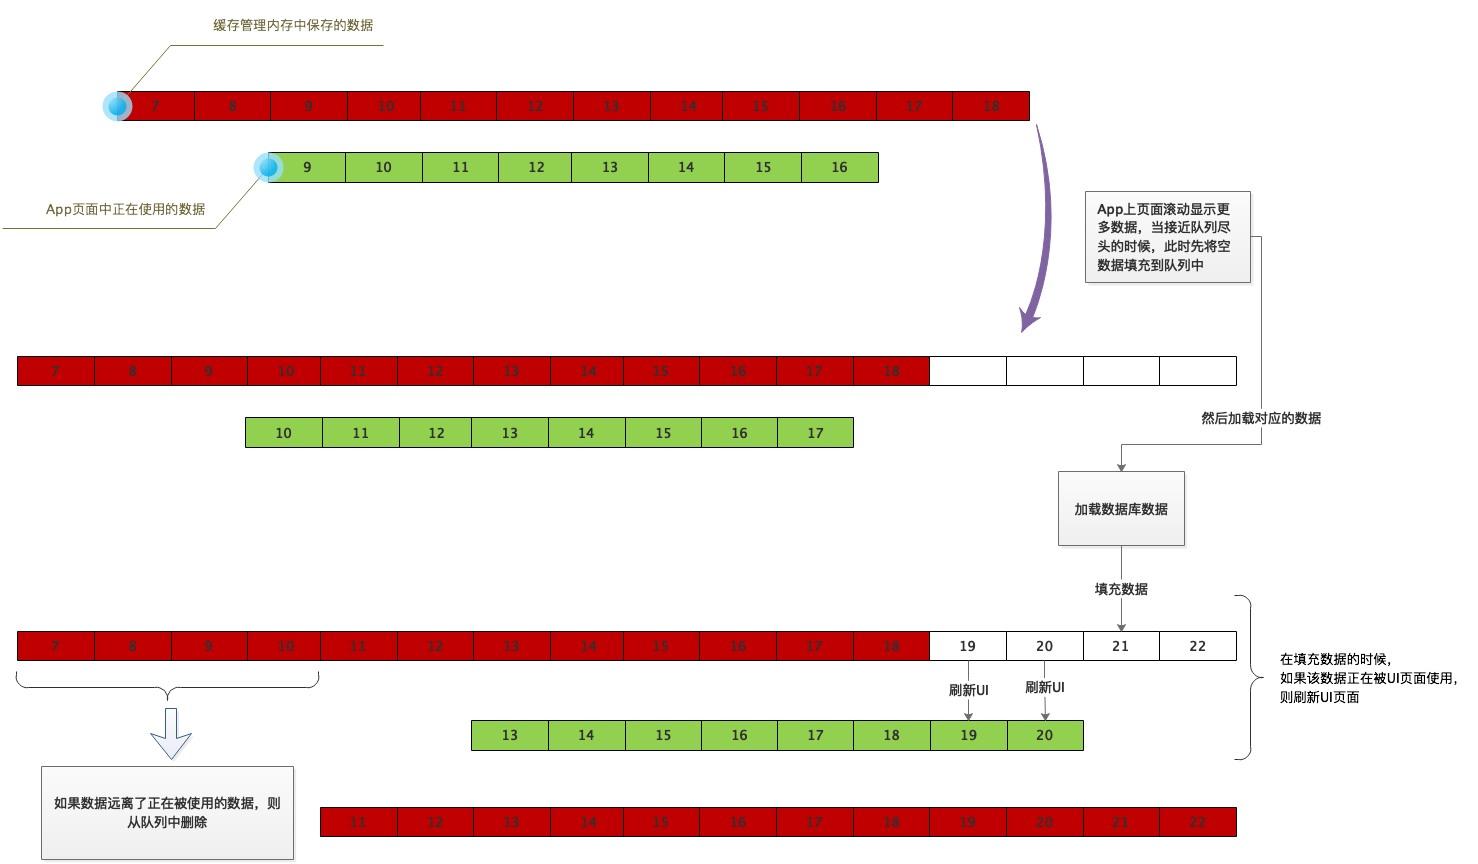 缓存管理内存中保存的数据
7 8 9 10 11 12 13 14 15 16 17 18
9 10 11 12 13 14 15 16
App页面中正在使用的数据
App上页面滚动显示更
多数据，当接近队列尽
头的时候，此时先将空
数据填充到队列中
7 8 9 10 11 12 13 14 15 16 17 18
然后加载对应的数据
10 11 12 13 14 15 16 17
加载数据库数据
填充数据
7 8 9 10 11 12 13 14 15 16 17 18 19 20 21 22
在填充数据的时候，
如果该数据正在被UI页面使用，
则刷新UI页面
刷新UI
刷新UI
13 14 15 16 17 18 19 20
如果数据远离了正在被使用的数据，则
从队列中删除
11 12 13 14 15 16 17 18 19 20 21 22